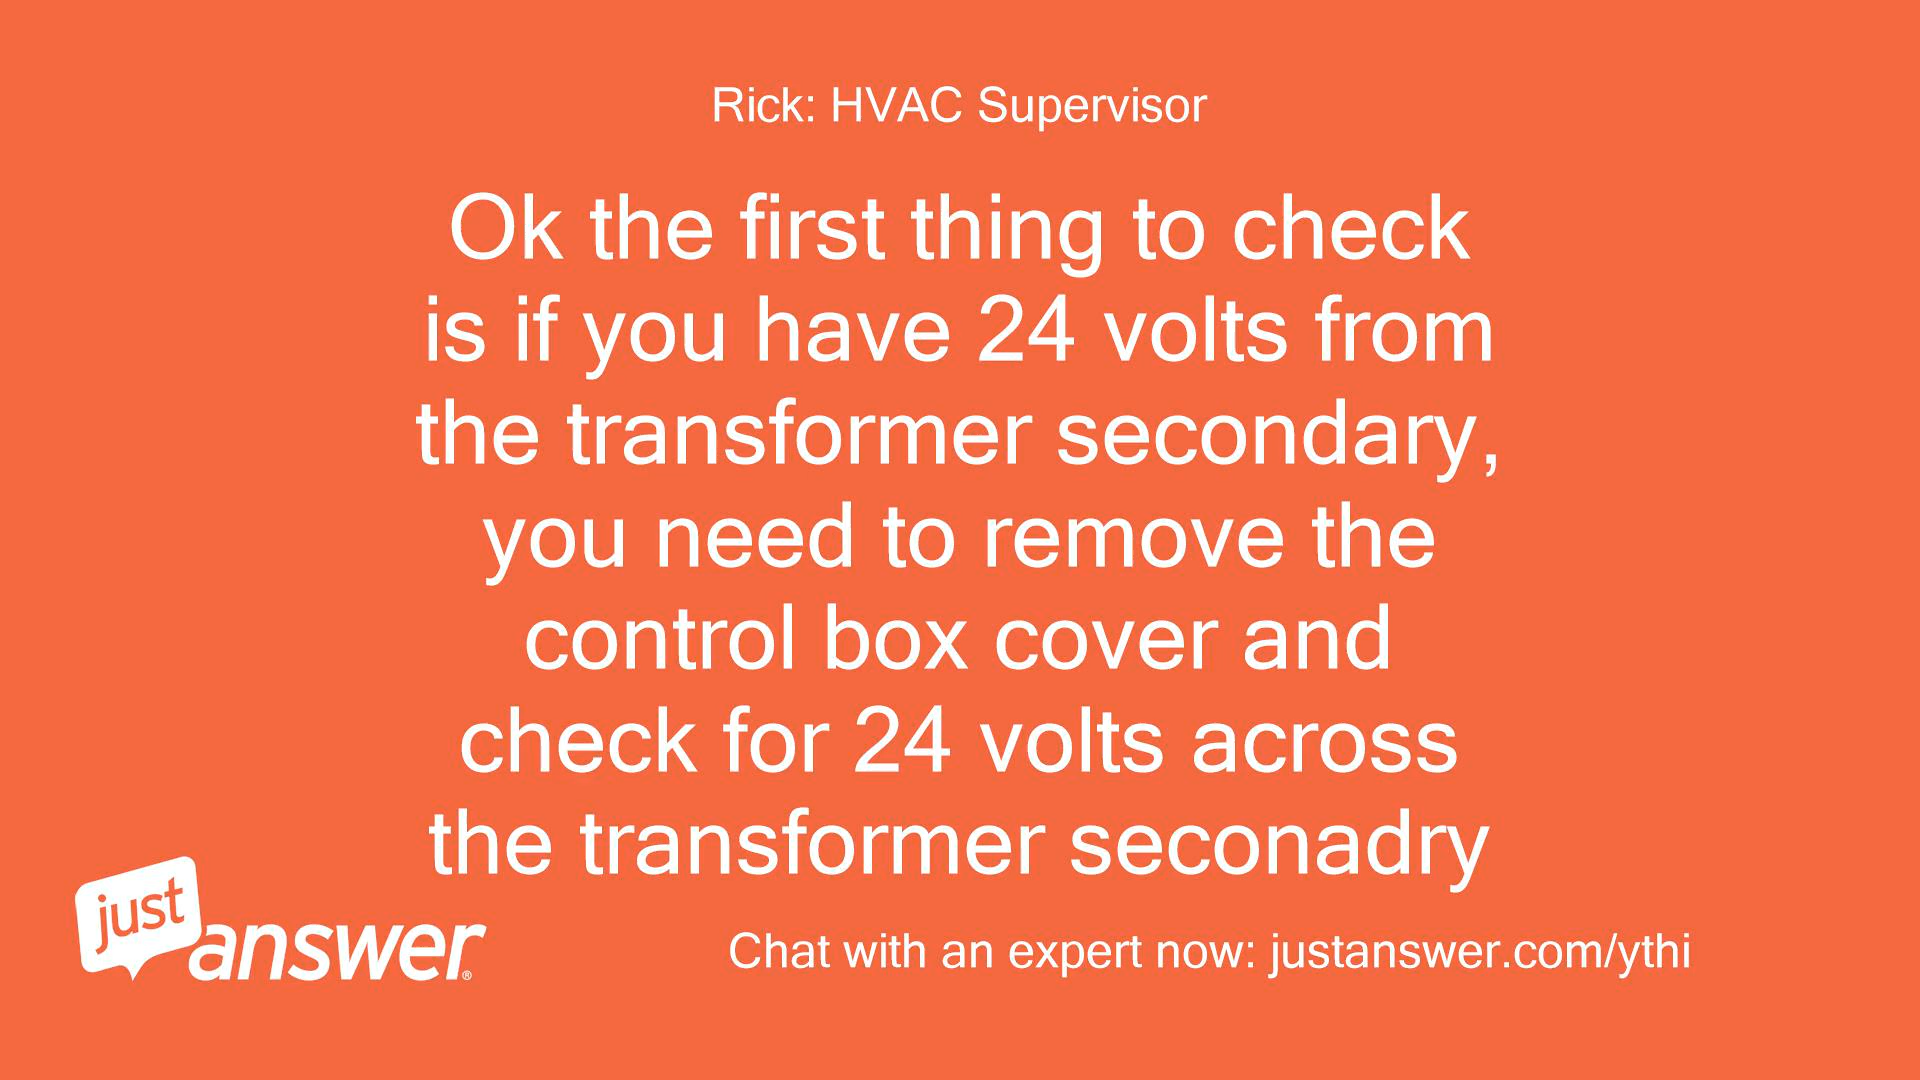 Rick: HVAC Supervisor
Ok the first thing to check
is if you have 24 volts from
the transformer secondary,
you need to remove the
control box cover and
check for 24 volts across
the transformer seconadry
just
answer®
Chat with an expert now: justanswer.com/ythi